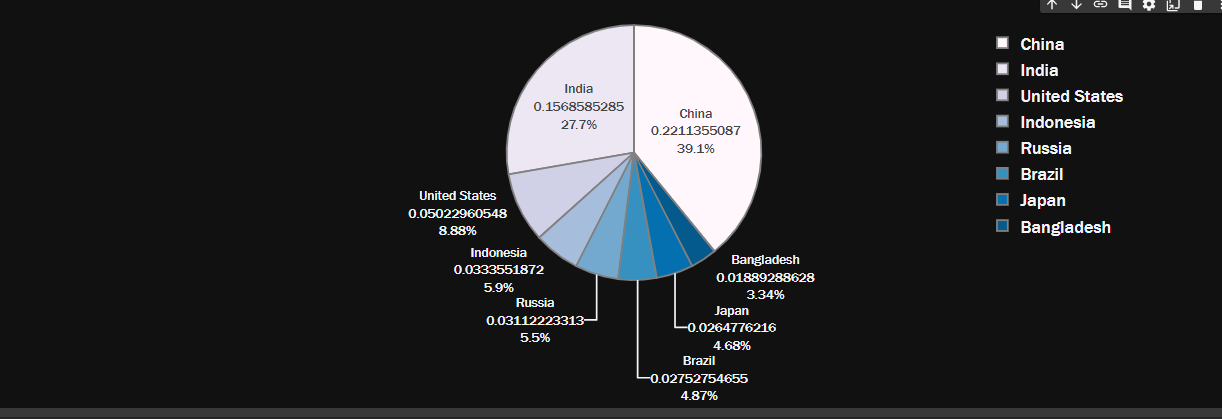 India
0.1568585285
27.7%
China
0.2211355087
39.1%
United States
0.05022960548
8.88%
Indonesia
0.0333551872
5.9%
Russia
0.03112223313
5.5%
Brazil
0.02752754655
4.87%
Japan
0.0264776216
4.68%
Bangladesh
0.01889288628
3.34%
China
India
United States
Indonesia
Russia
Brazil
Japan
Bangladesh